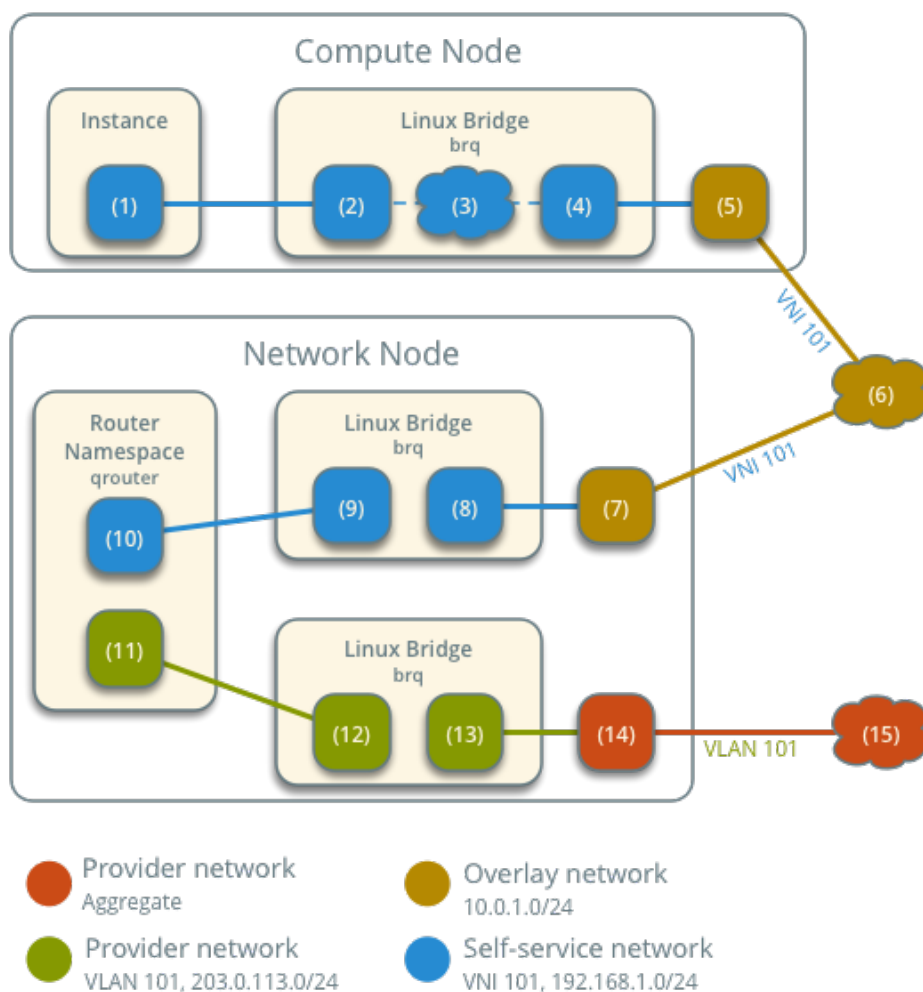 Compute Node
Instance
Linux Bridge
brq
(1)
(2)
(3)
(4)
(5)
VNI 101
(6)
Network Node
Router
Namespace
qrouter
Linux Bridge
brq
VNI 101
(10)
(9)
(8)
(7)
(11)
Linux Bridge
brq
(12)
(13)
(14)
VLAN 101
(15)
Provider network
Aggregate
Overlay network
10.0.1.0/24
Provider network
VLAN 101, 203.0.113.0/24
Self-service network
VNI 101, 192.168.1.0/24